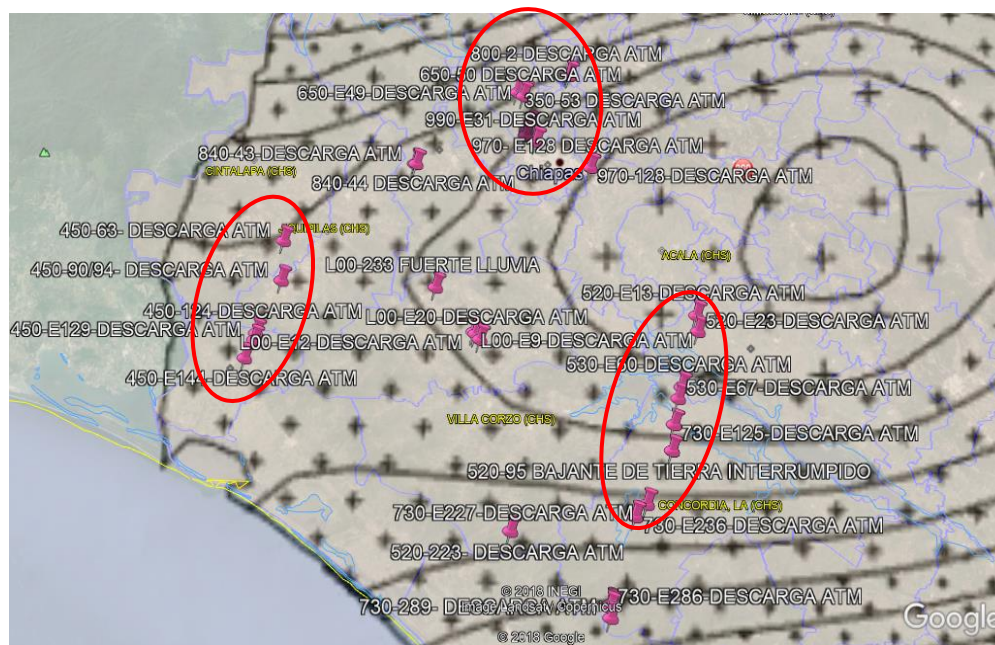 800-2-DESCARGA ATM
650-50 DESCARGA ATM
650-E49-DESCARGA ATM
350-53 DESCARGA ATM
990-E31-DESCARGA ATM
970- E128 DESCARGA ATM
840-43-DESCARGA ATM
CINTALAPA (CHS)
Chiapas
970-128-DESCARGA ATM
840-44 DESCARGA ATM
450-63- DESCARGA ATM
ACALA (CHS)
450-90/94- DESCARGA ATM
L00-233 FUERTE LLUVIA
520-E13-DESCARGA ATM
450-124-DESCARGA ATM
L00-E20-DESCARGA ATM
520-E23-DESCARGA ATM
450-E129-DESCARGA ATM
L00-E22-DESCARGA ATM
L00-E9-DESCARGA ATM
530-E60-DESCARGA ATM
450-E144-DESCARGA ATM
530-E67-DESCARGA ATM
VILLA CORZO (CHS)
730-E125-DESCARGA ATM
520-95 BAJANTE DE TIERRA INTERRUMPIDO
CONCORDIA, LA (CHS)
730-E227-DESCARGA ATM
730-E236-DESCARGA ATM
520-223- DESCARGA ATM
© 2018 INEGI
730-E286-DESCARGA ATM
730-289- DESCARGA ATM
Image Landsat / Copernicus
Google
© 2018 Google